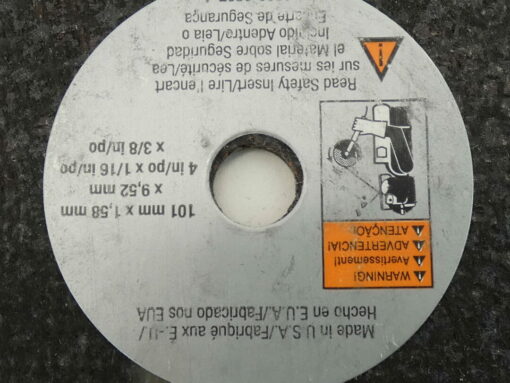 Made in U.S.A./Fabriqué aux É.-U./
Hecho en E.U.A./Fabricado nos EUA
WARNING!
Avertissement!
ADVERTENCIA!
ATENÇÃO!
101 mm x 1,58 mm
x 9,52 mm
4 in/po x 1/16 in/po
x 3/8 in/po
Read Safety Insert/Lire l'encart
sur les mesures de sécurité/Lea
el Material sobre Seguridad
Incluido Adentro/Leia o
Encarte de Segurança